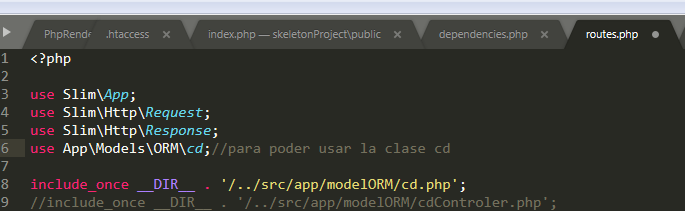 PhpRende .htaccess index.php — skeletonProject\public dependencies.php routes.php
1 <?php
2
3 use Slim\App;
4 use Slim\Http\Request;
5 use Slim\Http\Response;
6 use App\Models\ORM\cd;//para poder usar la clase cd
7
8 include_once __DIR__ . '/../src/app/modelORM/cd.php';
9 //include_once __DIR__ . '/../src/app/modelORM/cdControler.php';